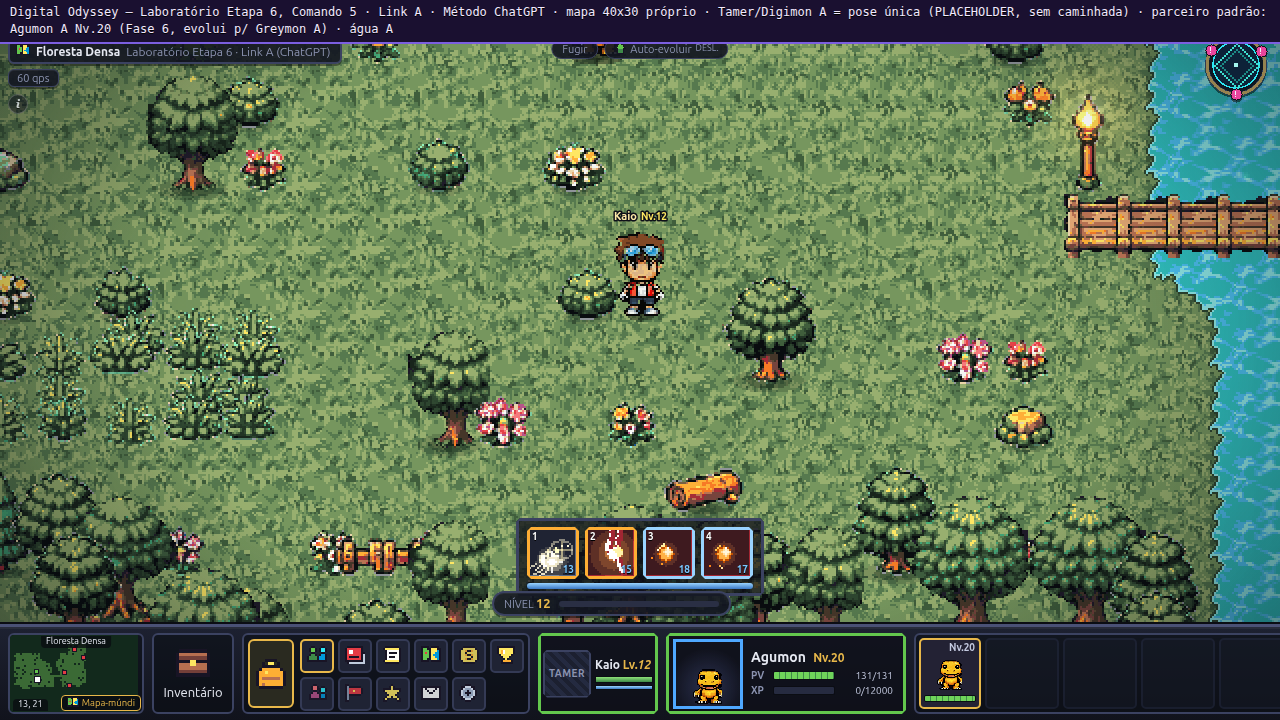 Digital Odyssey — Laboratório Etapa 6, Comando 5 · Link A · Método ChatGPT · mapa 40x30 próprio · Tamer/Digimon A = pose única (PLACEHOLDER, sem caminhada) · parceiro padrão:
Agumon A Nv.20 (Fase 6, evolui p/ Greymon A) · água A
Floresta Densa Laboratório Etapa 6 · Link A (ChatGPT)
Fugir Auto-evoluir DESL.
60 qps
i
Kaio Nv.12
1 2 3 4
13 15 18 17
NÍVEL 12
Floresta Densa
13, 21
Mapa-múndi
Inventário
TAMER
Kaio Lv.12
Agumon Nv.20
PV 131/131
XP 0/12000
Nv.20